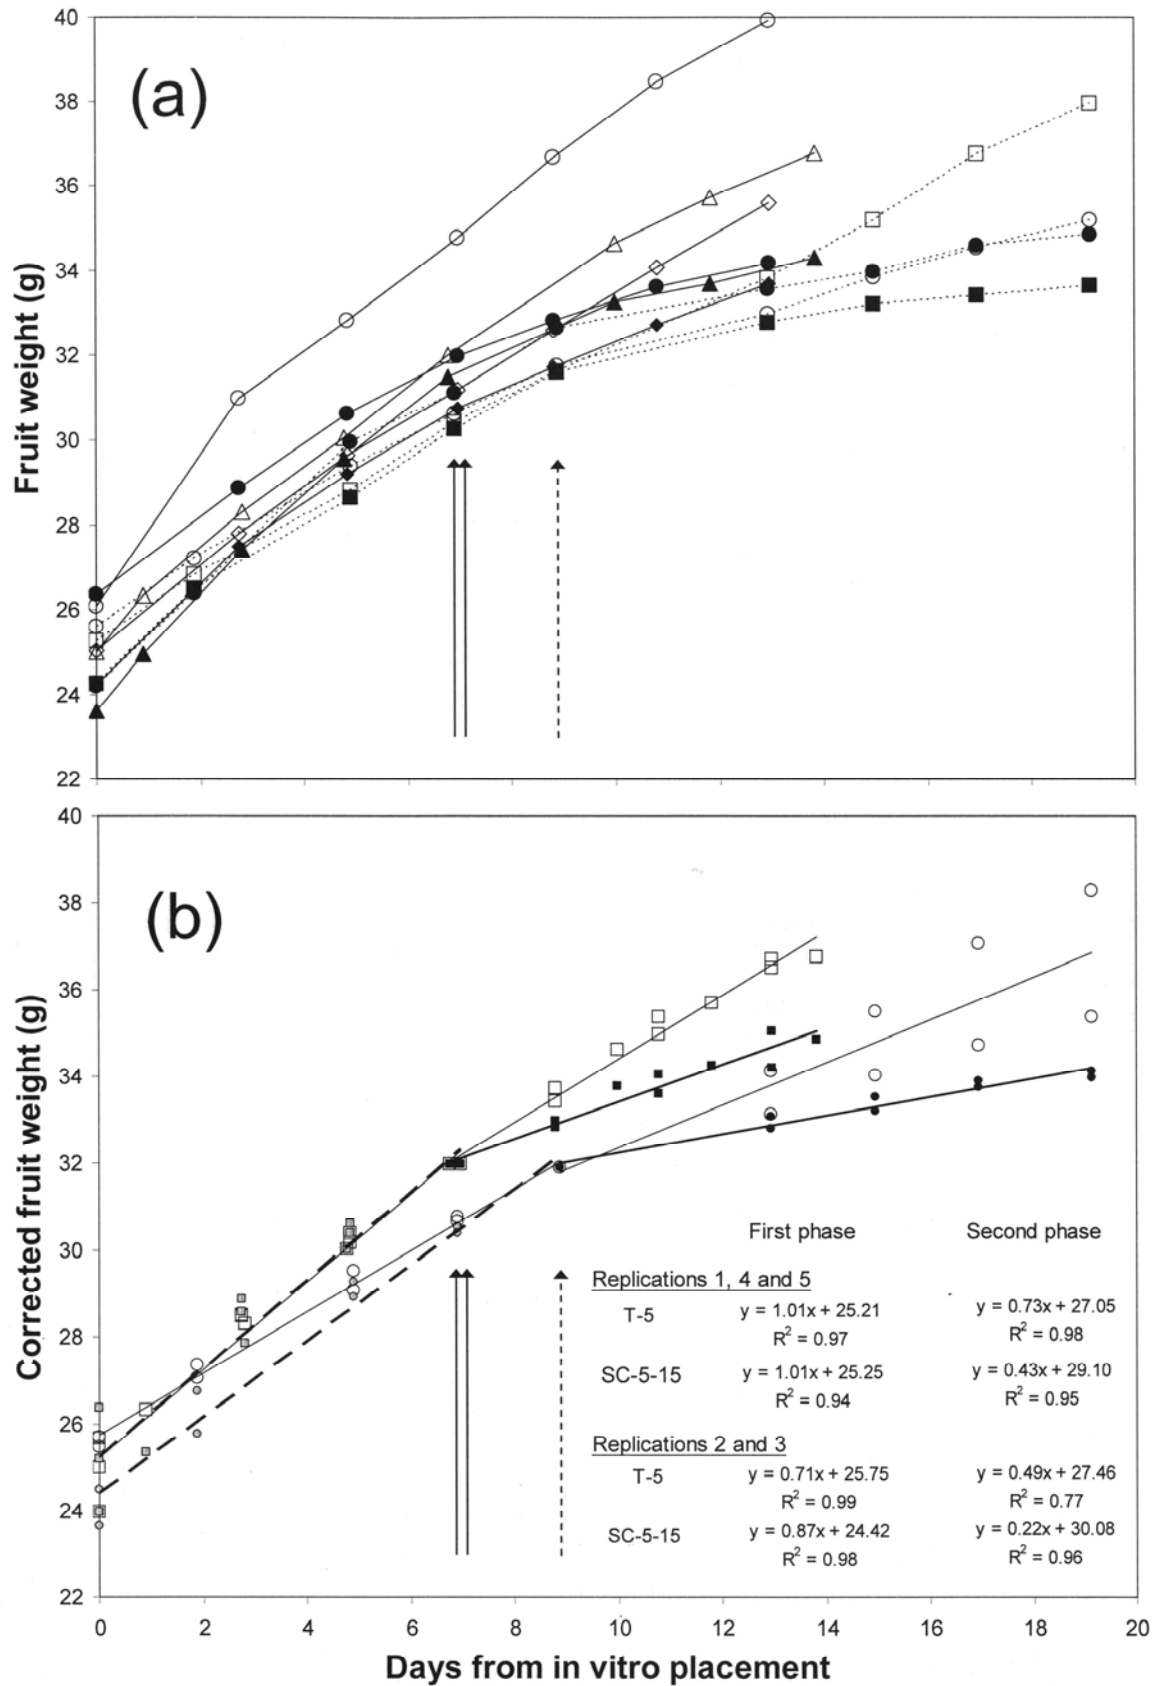 (a)
Fruit weight (g)
40
38
36
34
32
30
28
26
24
22
(b)
Corrected fruit weight (g)
40
38
36
34
32
30
28
26
24
22
First phase Second phase
Replications 1, 4 and 5
T-5 y = 1.01x + 25.21 y = 0.73x + 27.05
R² = 0.97 R² = 0.98
SC-5-15 y = 1.01x + 25.25 y = 0.43x + 29.10
R² = 0.94 R² = 0.95
Replications 2 and 3
T-5 y = 0.71x + 25.75 y = 0.49x + 27.46
R² = 0.99 R² = 0.77
SC-5-15 y = 0.87x + 24.42 y = 0.22x + 30.08
R² = 0.98 R² = 0.96
0 2 4 6 8 10 12 14 16 18 20
Days from in vitro placement